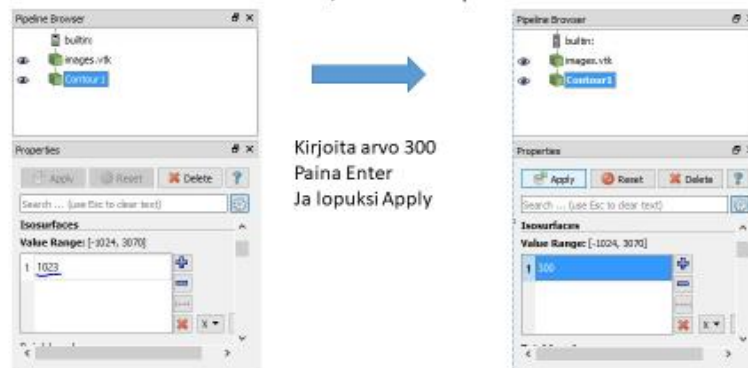 Pipeline Browser
builtin:
images.vtk
Contour1
Properties
Apply Reset Delete ?
Search ... (use Esc to clear text)
Isosurfaces
Value Range: [-1024, 3070]
1 1023
X
Kirjoita arvo 300
Paina Enter
Ja lopuksi Apply
Pipeline Browser
builtin:
images.vtk
Contour1
Properties
Apply Reset Delete ?
Search ... (use Esc to clear text)
Isosurfaces
Value Range: [-1024, 3070]
1 300
X